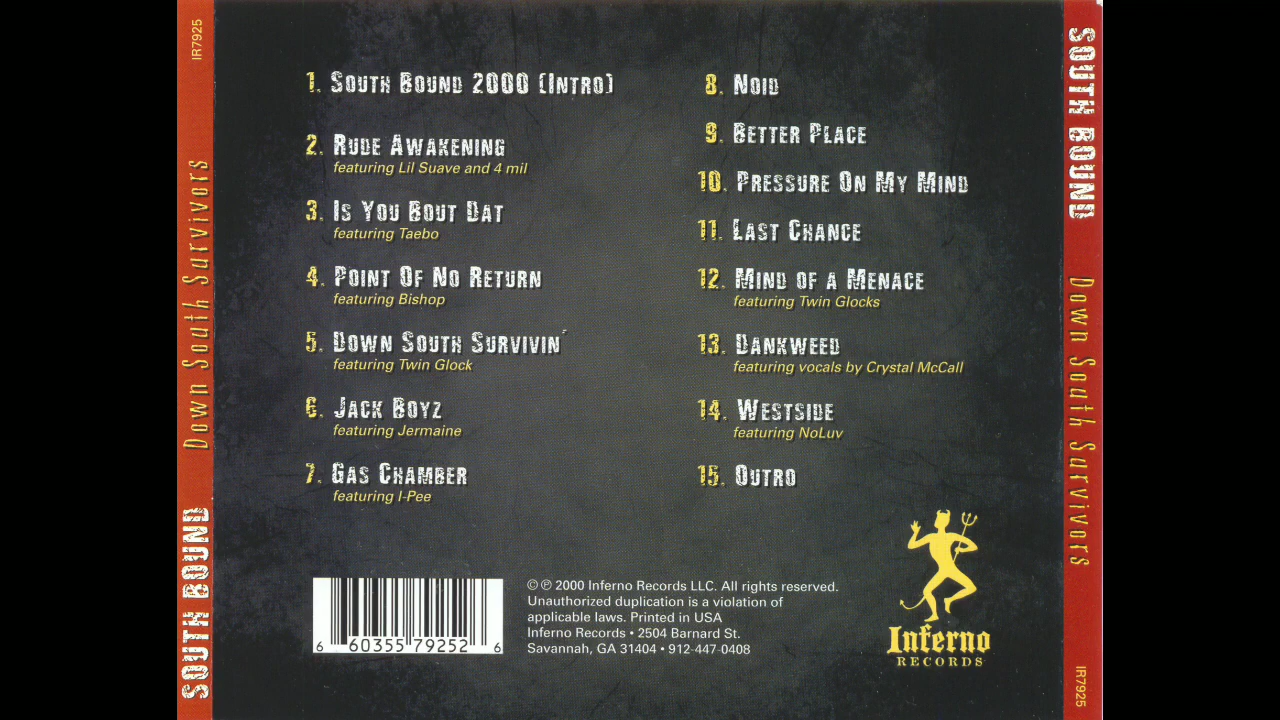 IR7925
Down South Survivors
SOUTH BOUND
1. South Bound 2000 (Intro)
2. Rude Awakening
featuring Lil Suave and 4 mil
3. Is You Bout Dat
featuring Taebo
4. Point Of No Return
featuring Bishop
5. Down South Survivin´
featuring Twin Glock
6. Jack Boyz
featuring Jermaine
7. Gas Chamber
featuring I-Pee
8. Noid
9. Better Place
10. Pressure On My Mind
11. Last Chance
12. Mind of a Menace
featuring Twin Glocks
13. Dankweed
featuring vocals by Crystal McCall
14. Westside
featuring NoLuv
15. Outro
6 60355 79252 6
© ℗ 2000 Inferno Records LLC. All rights reserved.
Unauthorized duplication is a violation of
applicable laws. Printed in USA
Inferno Records • 2504 Barnard St.
Savannah, GA 31404 • 912-447-0408
Inferno
RECORDS
SOUTH BOUND
Down South Survivors
IR7925